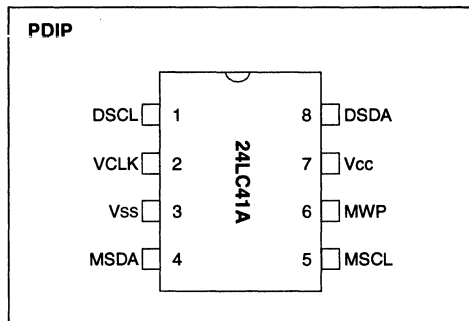 PDIP
DSCL 1 8 DSDA
VCLK 2 7 Vcc
Vss 3 6 MWP
MSDA 4 5 MSCL
24LC41A